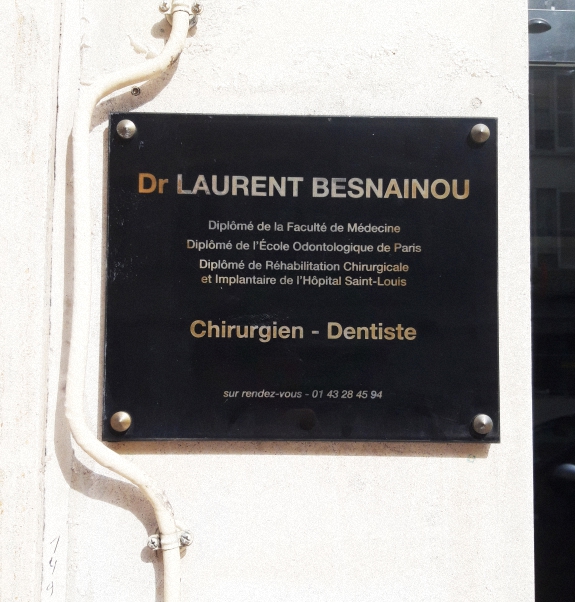 Dr LAURENT BESNAINOU
Diplômé de la Faculté de Médecine
Diplômé de l'École Odontologique de Paris
Diplômé de Réhabilitation Chirurgicale
et Implantaire de l'Hôpital Saint-Louis
Chirurgien - Dentiste
sur rendez-vous - 01 43 28 45 94